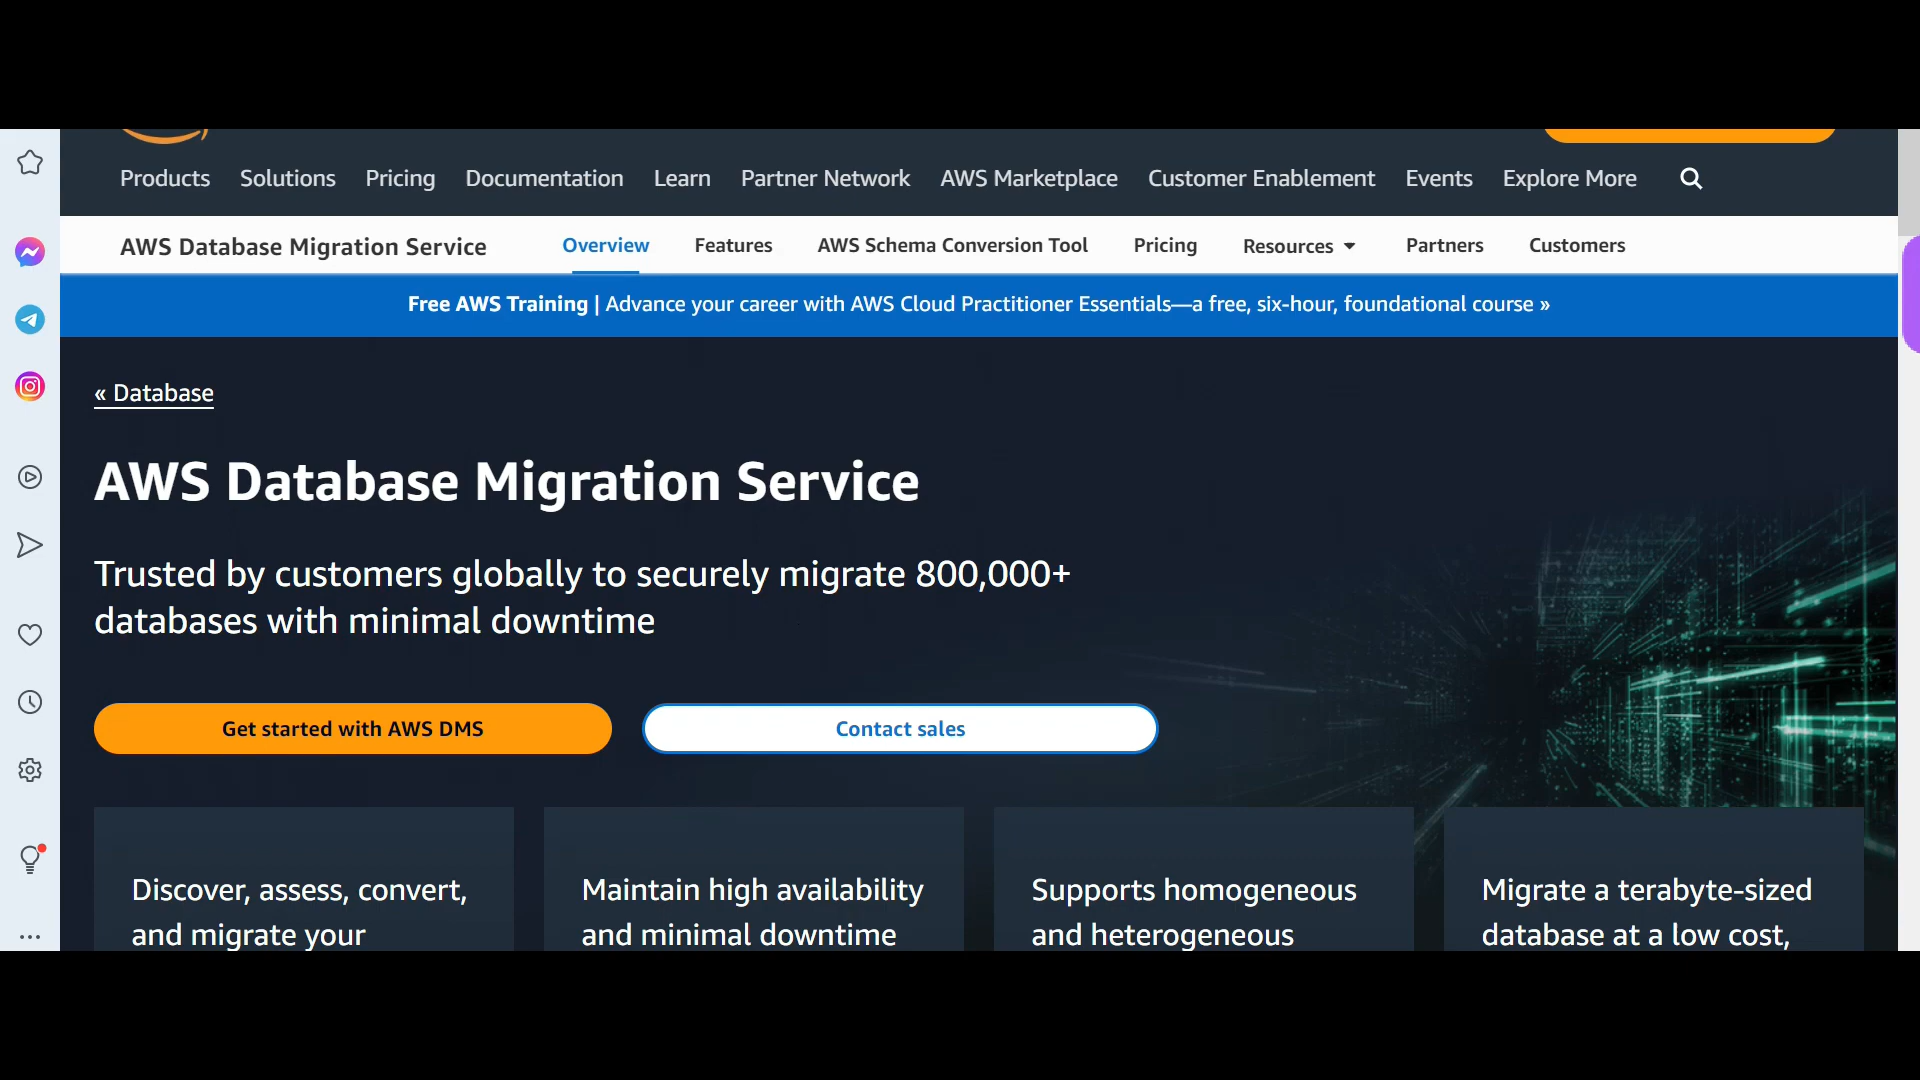 Products Solutions Pricing Documentation Learn Partner Network AWS Marketplace Customer Enablement Events Explore More
AWS Database Migration Service Overview Features AWS Schema Conversion Tool Pricing Resources Partners Customers
Free AWS Training | Advance your career with AWS Cloud Practitioner Essentials—a free, six-hour, foundational course »
« Database
AWS Database Migration Service
Trusted by customers globally to securely migrate 800,000+
databases with minimal downtime
Get started with AWS DMS Contact sales
Discover, assess, convert,
and migrate your
Maintain high availability
and minimal downtime
Supports homogeneous
and heterogeneous
Migrate a terabyte-sized
database at a low cost,